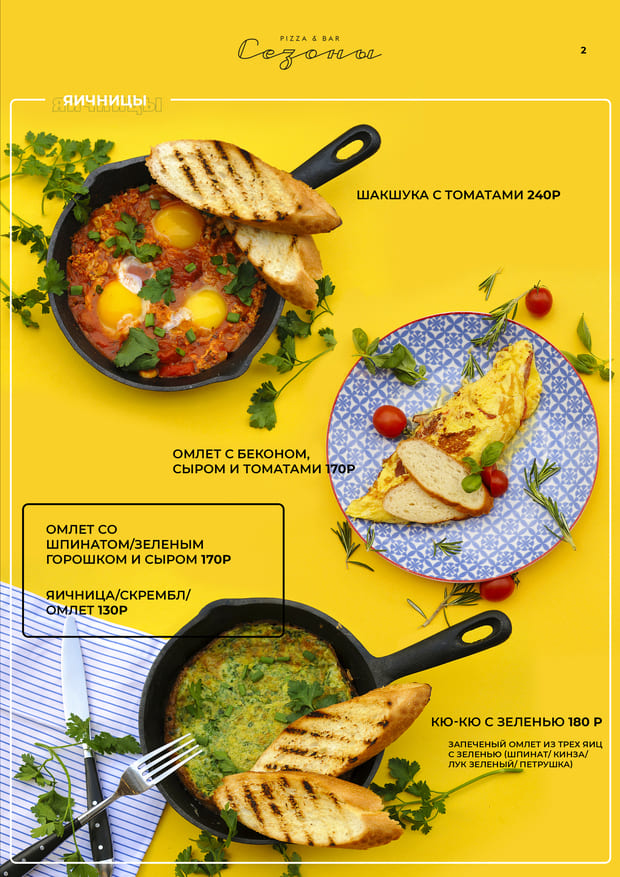 PIZZA & BAR
Сезоны
2
ЯИЧНИЦЫ
ШАКШУКА С ТОМАТАМИ 240Р
ОМЛЕТ С БЕКОНОМ,
СЫРОМ И ТОМАТАМИ 170Р
ОМЛЕТ СО
ШПИНАТОМ/ЗЕЛЕНЫМ
ГОРОШКОМ И СЫРОМ 170Р
ЯИЧНИЦА/СКРЕМБЛ/
ОМЛЕТ 130Р
КЮ-КЮ С ЗЕЛЕНЬЮ 180 Р
ЗАПЕЧЕНЫЙ ОМЛЕТ ИЗ ТРЕХ ЯИЦ
С ЗЕЛЕНЬЮ (ШПИНАТ/ КИНЗА/
ЛУК ЗЕЛЕНЫЙ/ ПЕТРУШКА)